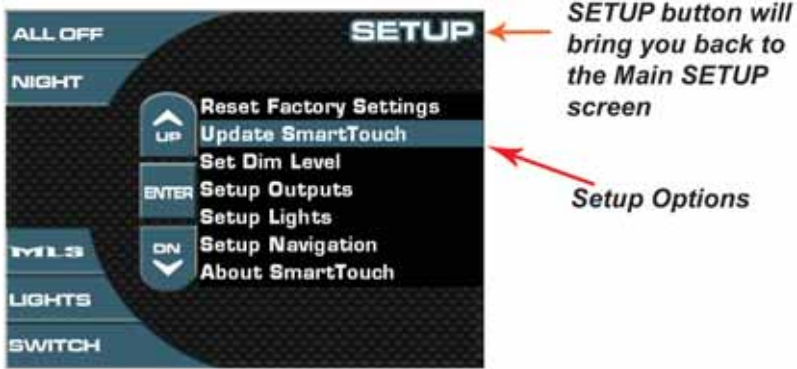 ALL OFF
SETUP
NIGHT
UP
ENTER
DN
Reset Factory Settings
Update SmartTouch
Set Dim Level
Setup Outputs
Setup Lights
Setup Navigation
About SmartTouch
MLS
LIGHTS
SWITCH
SETUP button will
bring you back to
the Main SETUP
screen
Setup Options